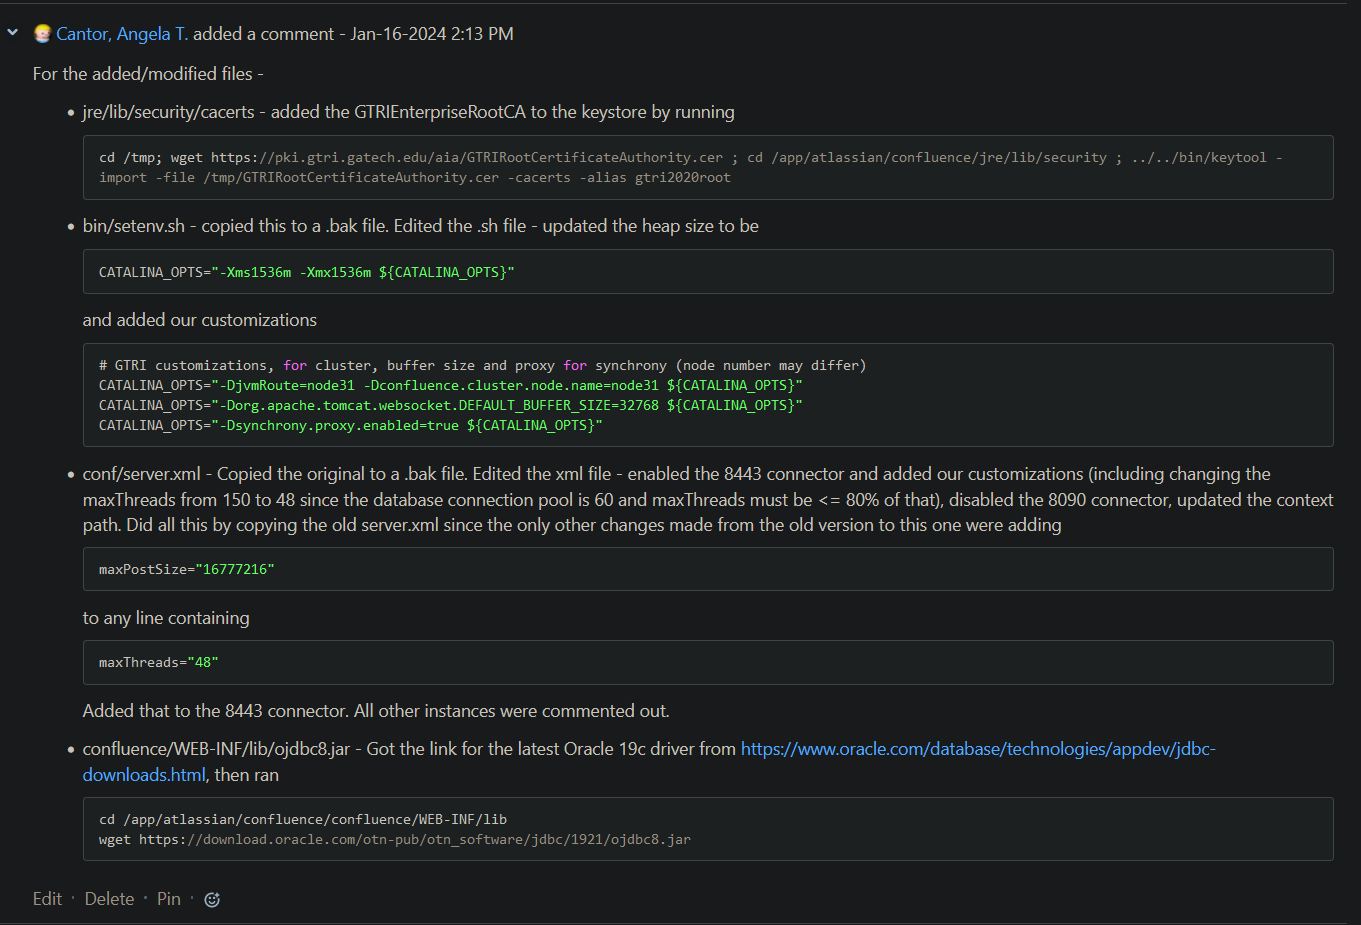 Cantor, Angela T. added a comment - Jan-16-2024 2:13 PM
For the added/modified files -
• jre/lib/security/cacerts - added the GTRIEnterpriseRootCA to the keystore by running
cd /tmp; wget https://pki.gtri.gatech.edu/aia/GTRIRootCertificateAuthority.cer ; cd /app/atlassian/confluence/jre/lib/security ; ../../bin/keytool -
import -file /tmp/GTRIRootCertificateAuthority.cer -cacerts -alias gtri2020root
• bin/setenv.sh - copied this to a .bak file. Edited the .sh file - updated the heap size to be
CATALINA_OPTS="-Xms1536m -Xmx1536m ${CATALINA_OPTS}"
and added our customizations
# GTRI customizations, for cluster, buffer size and proxy for synchrony (node number may differ)
CATALINA_OPTS="-DjvmRoute=node31 -Dconfluence.cluster.node.name=node31 ${CATALINA_OPTS}"
CATALINA_OPTS="-Dorg.apache.tomcat.websocket.DEFAULT_BUFFER_SIZE=32768 ${CATALINA_OPTS}"
CATALINA_OPTS="-Dsynchrony.proxy.enabled=true ${CATALINA_OPTS}"
• conf/server.xml - Copied the original to a .bak file. Edited the xml file - enabled the 8443 connector and added our customizations (including changing the
maxThreads from 150 to 48 since the database connection pool is 60 and maxThreads must be <= 80% of that), disabled the 8090 connector, updated the context
path. Did all this by copying the old server.xml since the only other changes made from the old version to this one were adding
maxPostSize="16777216"
to any line containing
maxThreads="48"
Added that to the 8443 connector. All other instances were commented out.
• confluence/WEB-INF/lib/ojdbc8.jar - Got the link for the latest Oracle 19c driver from https://www.oracle.com/database/technologies/appdev/jdbc-
downloads.html, then ran
cd /app/atlassian/confluence/confluence/WEB-INF/lib
wget https://download.oracle.com/otn-pub/otn_software/jdbc/1921/ojdbc8.jar
Edit · Delete · Pin ·